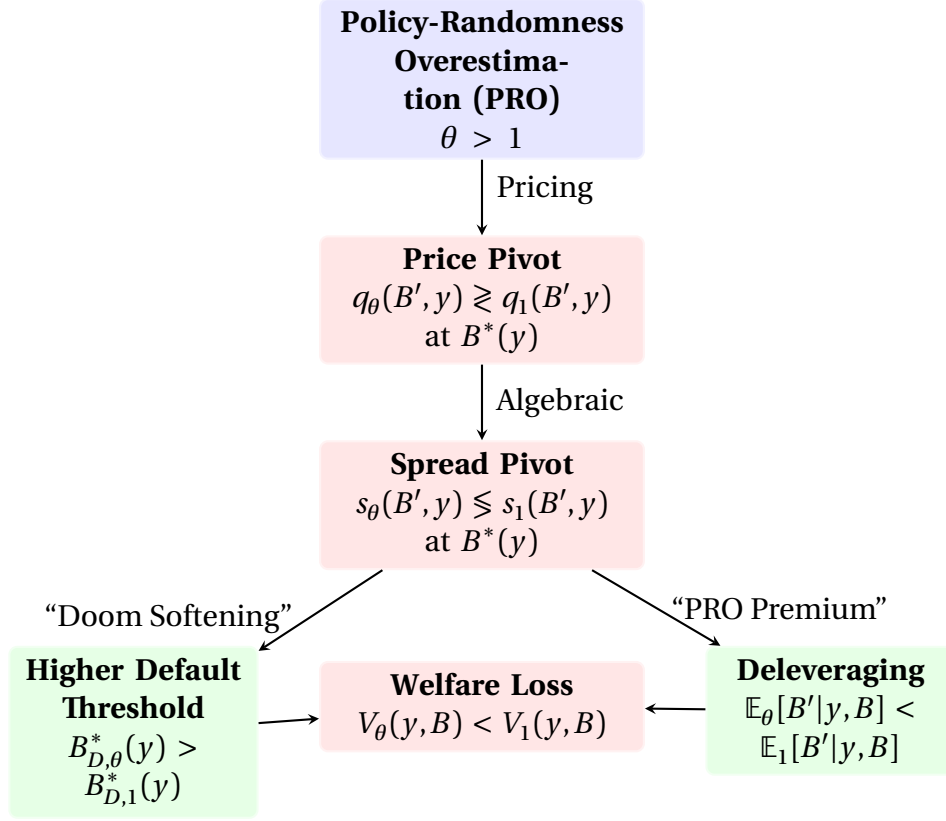 Policy-Randomness
Overestima-
tion (PRO)
θ > 1
Pricing
Price Pivot
q_θ(B′, y) ≷ q_1(B′, y)
at B*(y)
Algebraic
Spread Pivot
s_θ(B′, y) ≶ s_1(B′, y)
at B*(y)
“Doom Softening”
“PRO Premium”
Higher Default
Threshold
B*_{D,θ}(y) >
B*_{D,1}(y)
Welfare Loss
V_θ(y, B) < V_1(y, B)
Deleveraging
𝔼_θ[B′|y, B] <
𝔼_1[B′|y, B]